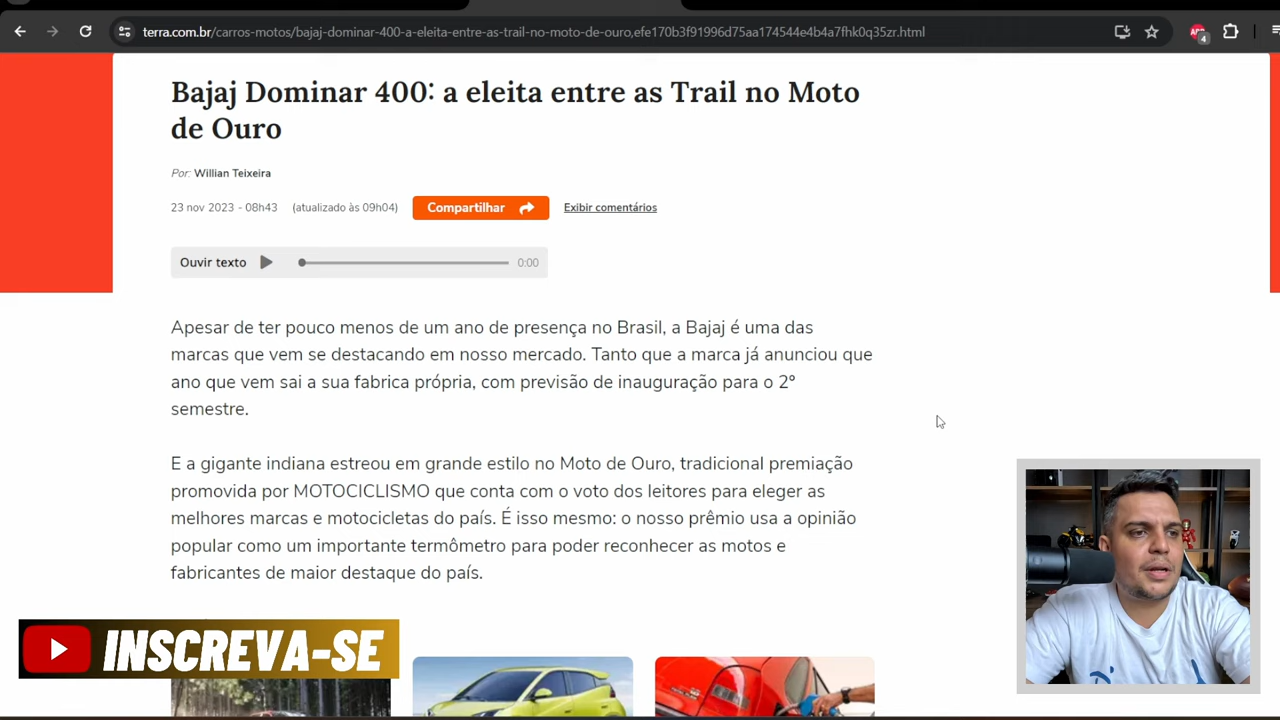 terra.com.br/carros-motos/bajaj-dominar-400-a-eleita-entre-as-trail-no-moto-de-ouro,efe170b3f91996d75aa174544e4b4a7fhk0q35zr.html
4
Bajaj Dominar 400: a eleita entre as Trail no Moto
de Ouro
Por: Willian Teixeira
23 nov 2023 - 08h43 (atualizado às 09h04) Compartilhar Exibir comentários
Ouvir texto 0:00
Apesar de ter pouco menos de um ano de presença no Brasil, a Bajaj é uma das
marcas que vem se destacando em nosso mercado. Tanto que a marca já anunciou que
ano que vem sai a sua fabrica própria, com previsão de inauguração para o 2º
semestre.
E a gigante indiana estreou em grande estilo no Moto de Ouro, tradicional premiação
promovida por MOTOCICLISMO que conta com o voto dos leitores para eleger as
melhores marcas e motocicletas do país. É isso mesmo: o nosso prêmio usa a opinião
popular como um importante termômetro para poder reconhecer as motos e
fabricantes de maior destaque do país.
INSCREVA-SE